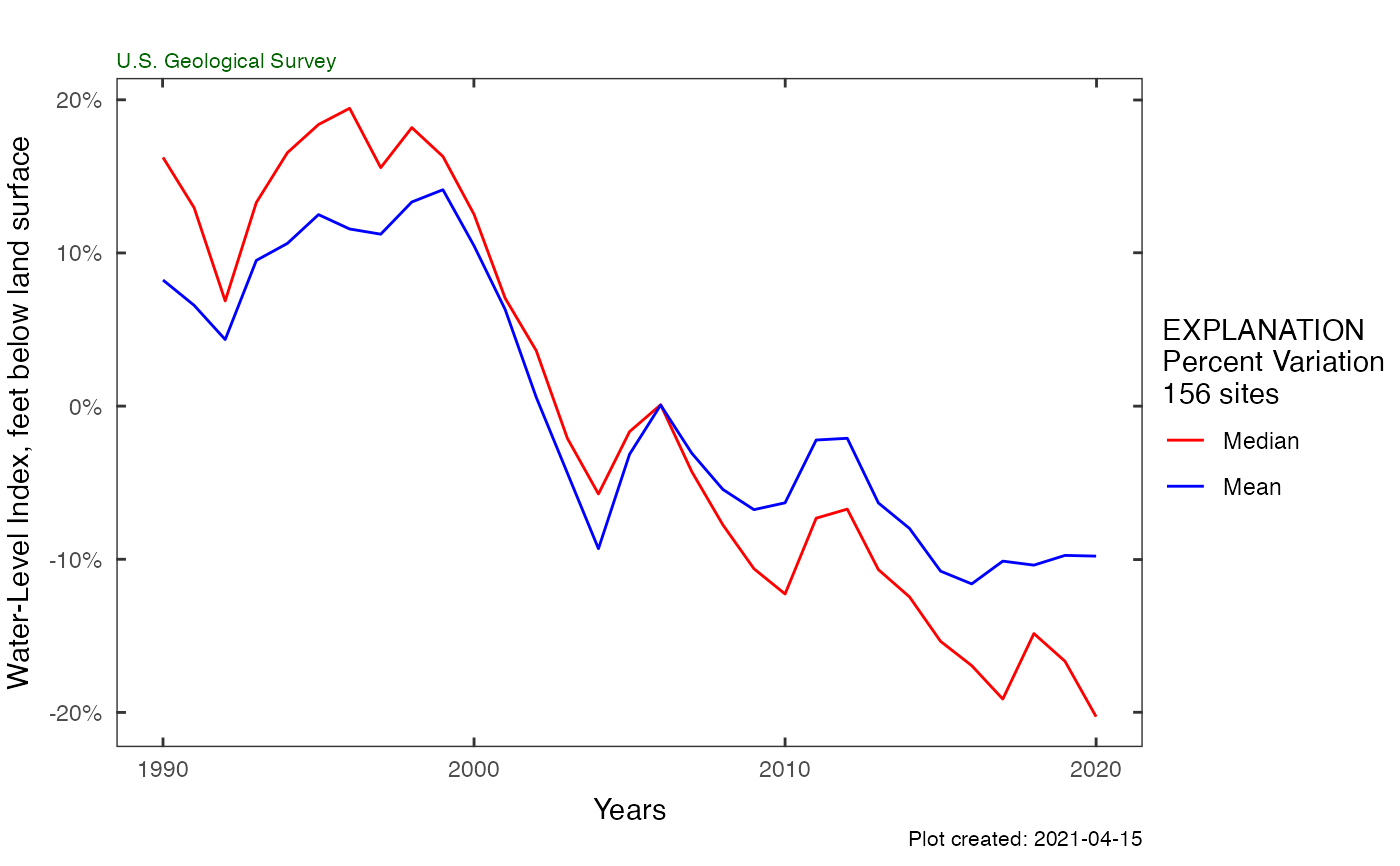 U.S. Geological Survey
Water-Level Index, feet below land surface
20%
10%
0%
-10%
-20%
1990
2000
2010
2020
Years
EXPLANATION
Percent Variation
156 sites
Median
Mean
Plot created: 2021-04-15